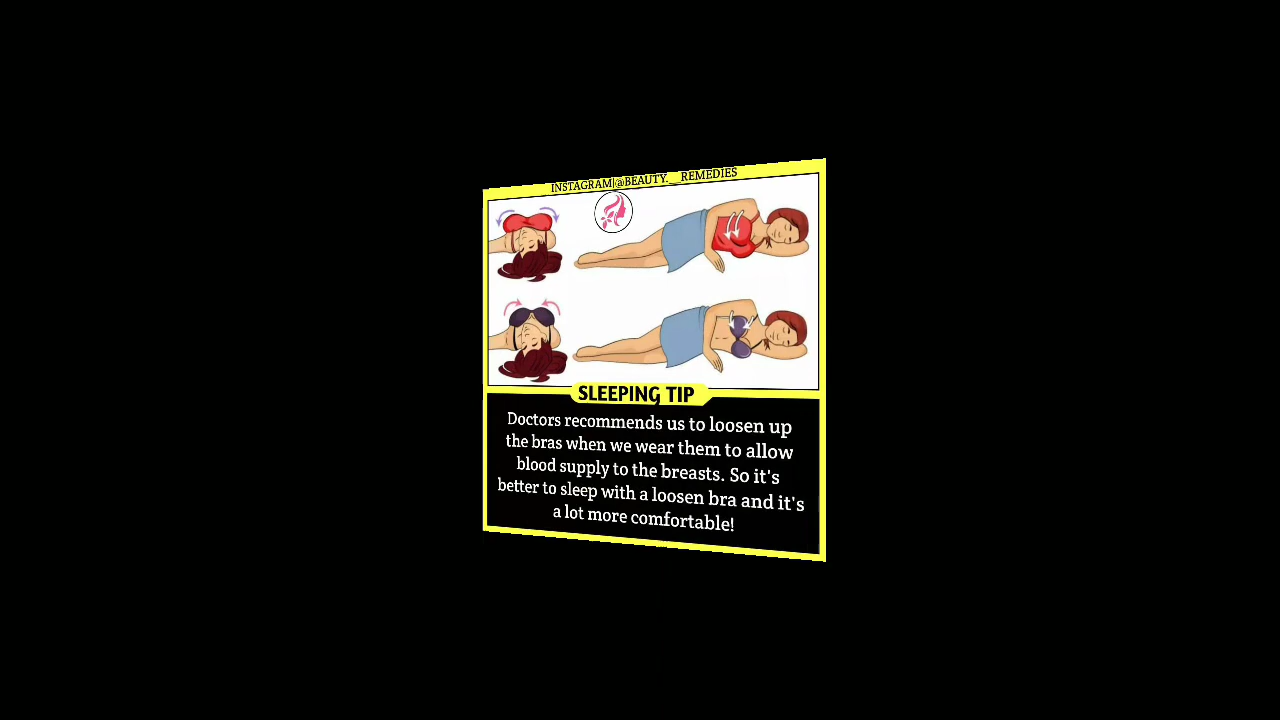 INSTAGRAM|@BEAUTY.__REMEDIES
SLEEPING TIP
Doctors recommends us to loosen up
the bras when we wear them to allow
blood supply to the breasts. So it's
better to sleep with a loosen bra and it's
a lot more comfortable!